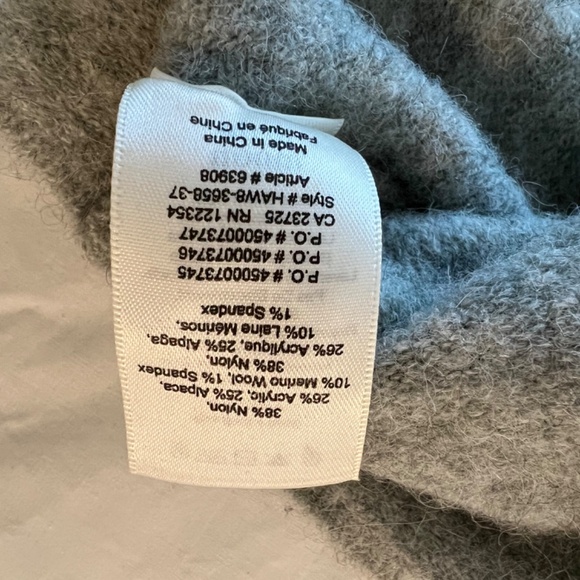 38% Nylon,
26% Acrylic, 25% Alpaca,
10% Merino Wool, 1% Spandex
38% Nylon,
26% Acrylique, 25% Alpaga,
10% Laine Mérinos,
1% Spandex
P.O. # 4500073745
P.O. # 4500073746
P.O. # 4500073747
CA 23725 RN 122354
Style # HAW8-3658-37
Article # 63908
Made in China
Fabriqué en Chine